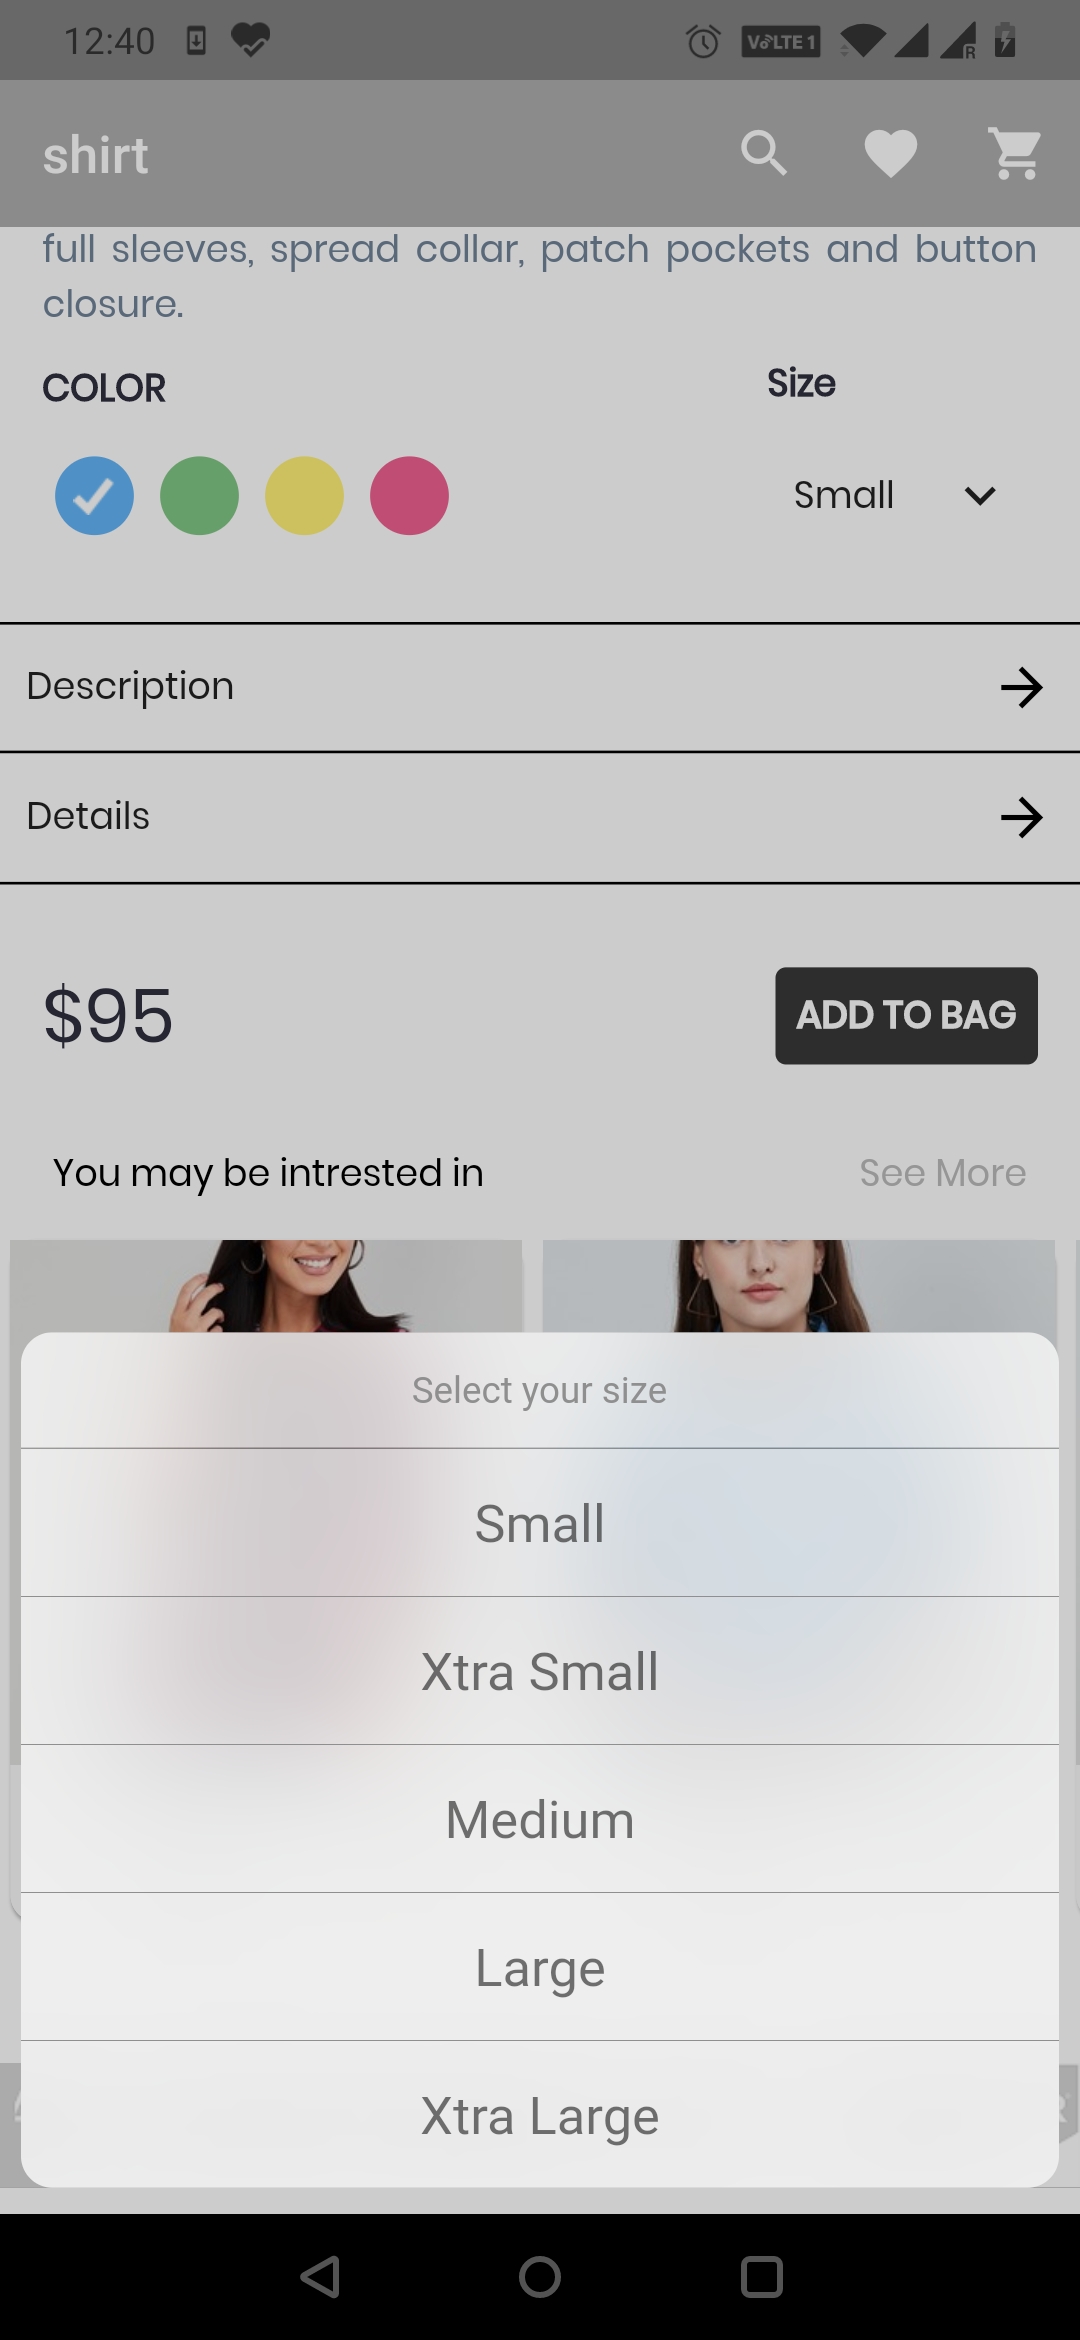 12:40
VoLTE 1
R
shirt
full sleeves, spread collar, patch pockets and button
closure.
COLOR
Size
Small
Description
Details
$95
ADD TO BAG
You may be intrested in
See More
Select your size
Small
Xtra Small
Medium
Large
Xtra Large